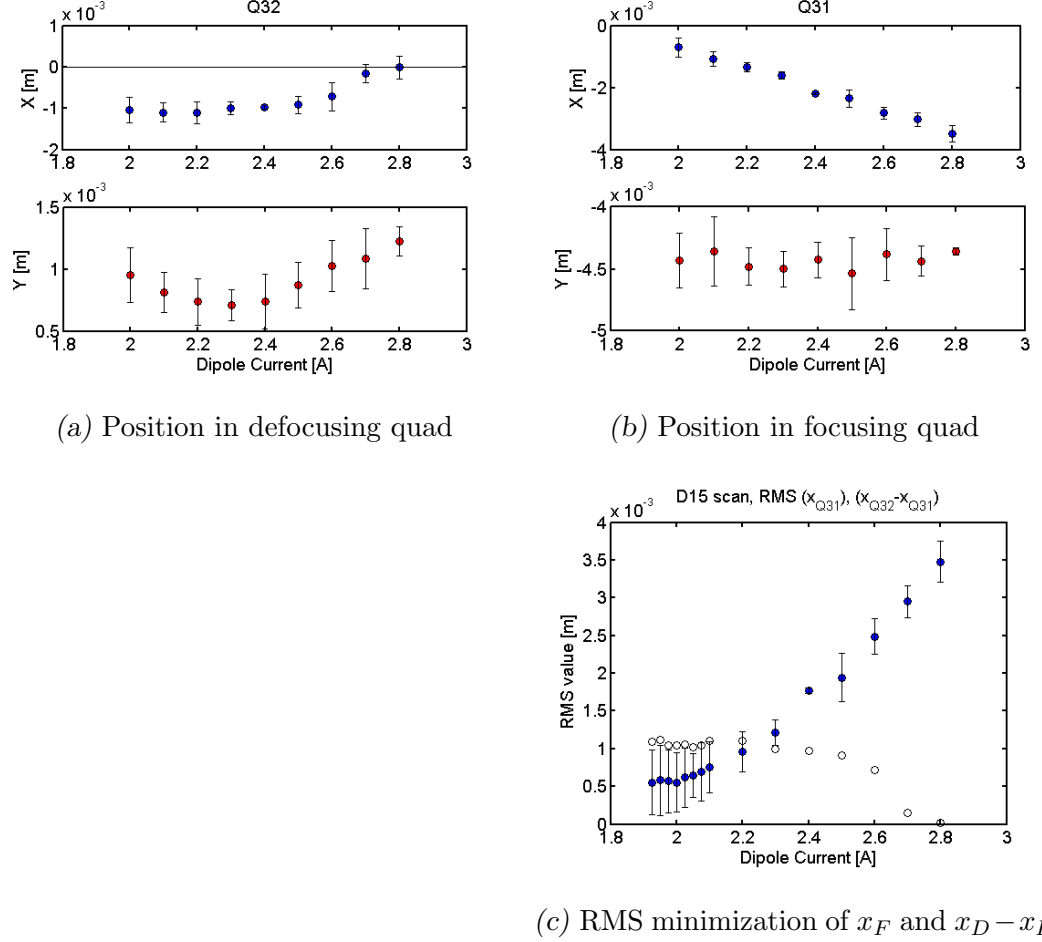 Q32
x 10⁻³
X [m]
1
0
-1
-2
1.8 2 2.2 2.4 2.6 2.8 3
x 10⁻³
Y [m]
1.5
1
0.5
1.8 2 2.2 2.4 2.6 2.8 3
Dipole Current [A]
(a) Position in defocusing quad
Q31
x 10⁻³
X [m]
0
-2
-4
1.8 2 2.2 2.4 2.6 2.8 3
x 10⁻³
Y [m]
-4
-4.5
-5
1.8 2 2.2 2.4 2.6 2.8 3
Dipole Current [A]
(b) Position in focusing quad
D15 scan, RMS (x_Q31), (x_Q32-x_Q31)
x 10⁻³
RMS value [m]
4
3.5
3
2.5
2
1.5
1
0.5
0
1.8 2 2.2 2.4 2.6 2.8 3
Dipole Current [A]
(c) RMS minimization of x_F and x_D − x